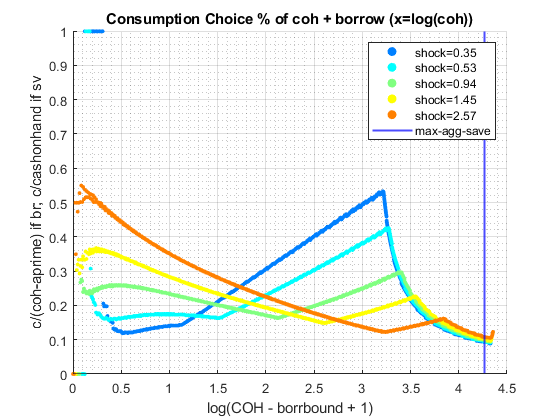 Consumption Choice % of coh + borrow (x=log(coh))
c/(coh-aprime) if br, c/cashonhand if sv
1
0.9
0.8
0.7
0.6
0.5
0.4
0.3
0.2
0.1
0
shock=0.35
shock=0.53
shock=0.94
shock=1.45
shock=2.57
max-agg-save
0 0.5 1 1.5 2 2.5 3 3.5 4 4.5
log(COH - borrbound + 1)